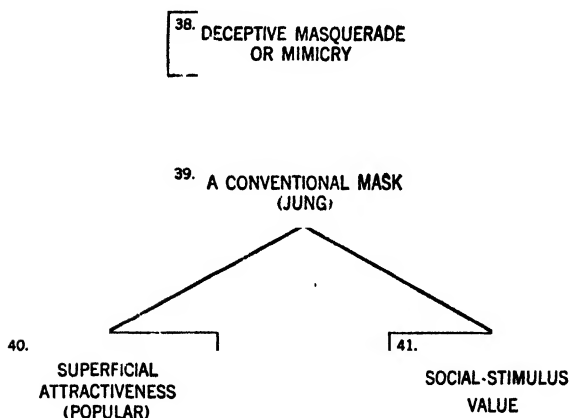 38. DECEPTIVE MASQUERADE
OR MIMICRY
39. A CONVENTIONAL MASK
(JUNG)
40.
SUPERFICIAL
ATTRACTIVENESS
(POPULAR)
41.
SOCIAL-STIMULUS
VALUE